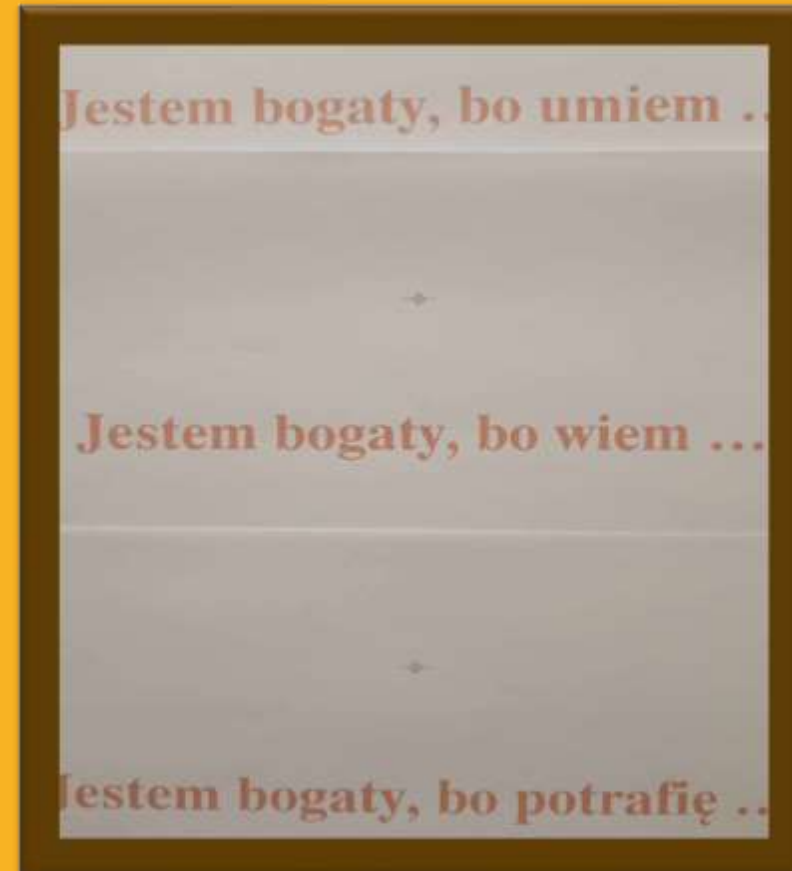 Jestem bogaty, bo umiem ..
Jestem bogaty, bo wiem ...
Jestem bogaty, bo potrafię ..